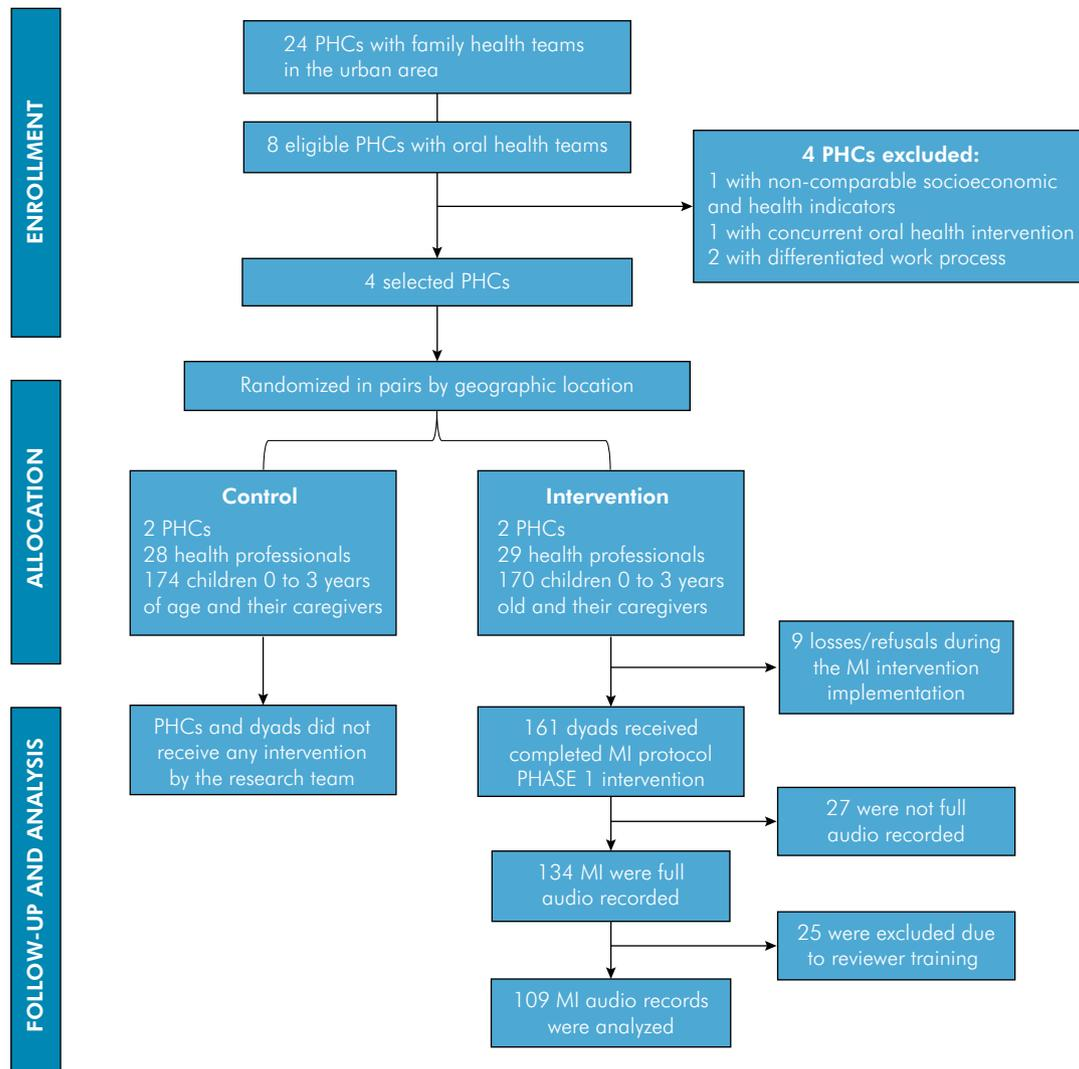 ENROLLMENT
24 PHCs with family health teams
in the urban area
8 eligible PHCs with oral health teams
4 PHCs excluded:
1 with non-comparable socioeconomic
and health indicators
1 with concurrent oral health intervention
2 with differentiated work process
4 selected PHCs
ALLOCATION
Randomized in pairs by geographic location
Control
2 PHCs
28 health professionals
174 children 0 to 3 years
of age and their caregivers
Intervention
2 PHCs
29 health professionals
170 children 0 to 3 years
old and their caregivers
9 losses/refusals during
the MI intervention
implementation
FOLLOW-UP AND ANALYSIS
PHCs and dyads did not
receive any intervention
by the research team
161 dyads received
completed MI protocol
PHASE 1 intervention
27 were not full
audio recorded
134 MI were full
audio recorded
25 were excluded due
to reviewer training
109 MI audio records
were analyzed